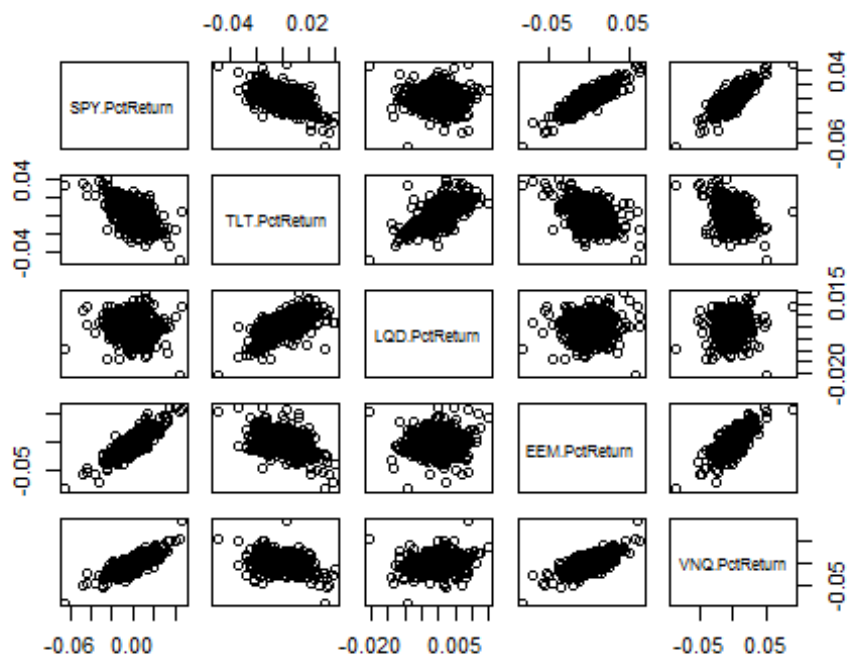 -0.04 0.02 -0.05 0.05
SPY.PctReturn
-0.06 0.04
-0.04 0.04
TLT.PctReturn
LQD.PctReturn
-0.020 0.015
-0.05
EEM.PctReturn
VNQ.PctReturn
-0.05
-0.06 0.00 -0.020 0.005 -0.05 0.05